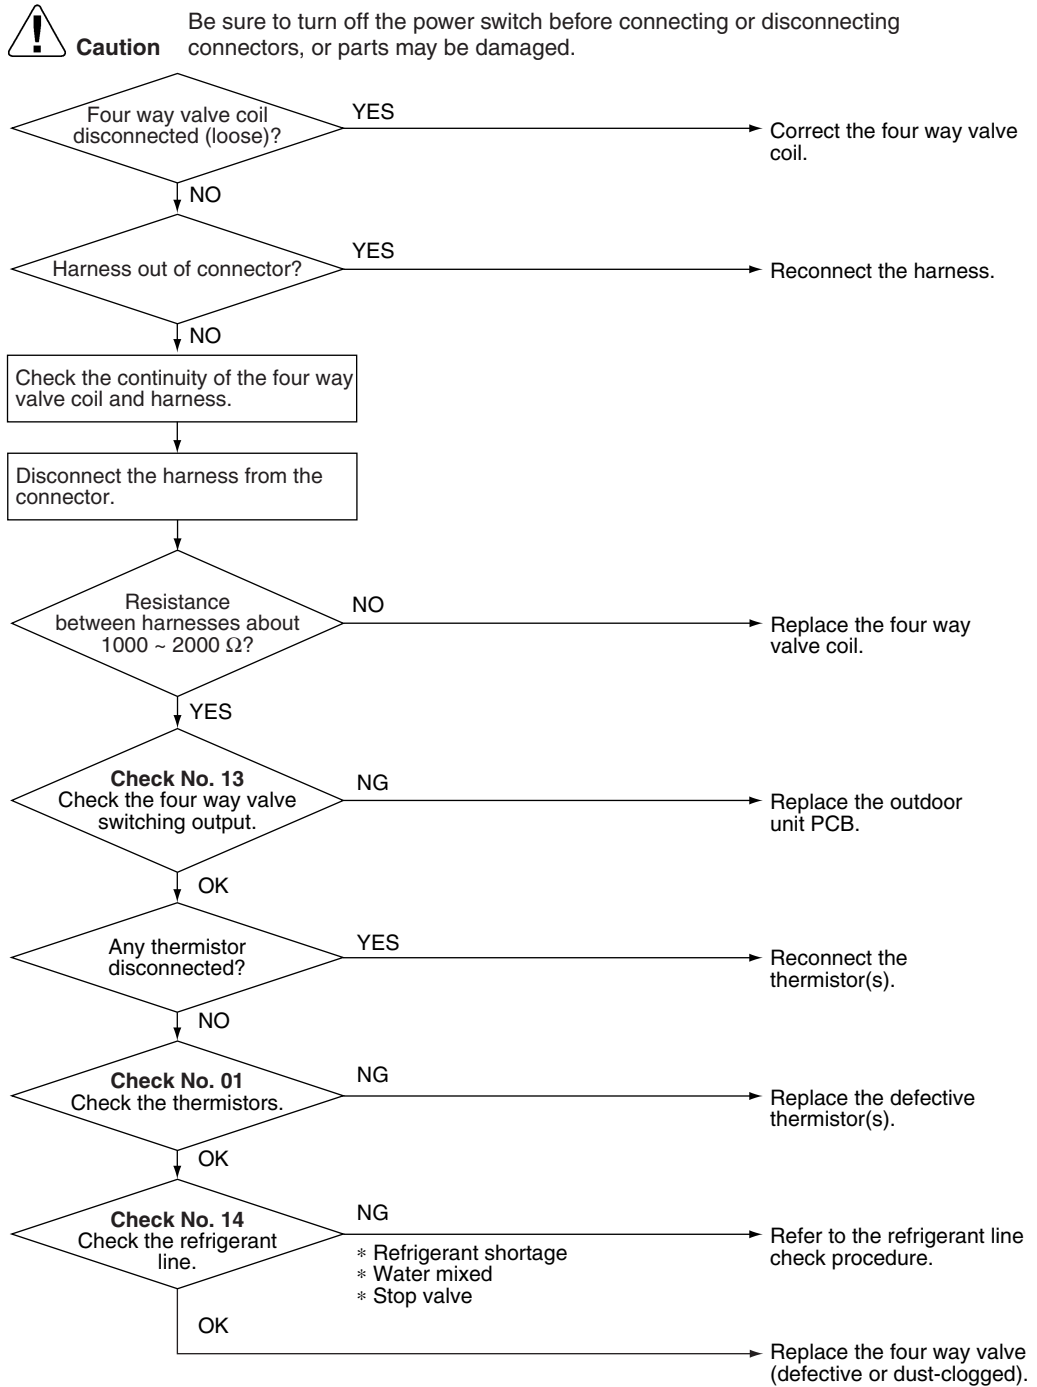 Be sure to turn off the power switch before connecting or disconnecting
Caution connectors, or parts may be damaged.
Four way valve coil
disconnected (loose)?
YES
Correct the four way valve
coil.
NO
Harness out of connector?
YES
Reconnect the harness.
NO
Check the continuity of the four way
valve coil and harness.
Disconnect the harness from the
connector.
Resistance
between harnesses about
1000 ~ 2000 Ω?
NO
Replace the four way
valve coil.
YES
Check No. 13
Check the four way valve
switching output.
NG
Replace the outdoor
unit PCB.
OK
Any thermistor
disconnected?
YES
Reconnect the
thermistor(s).
NO
Check No. 01
Check the thermistors.
NG
Replace the defective
thermistor(s).
OK
Check No. 14
Check the refrigerant
line.
NG
* Refrigerant shortage
* Water mixed
* Stop valve
Refer to the refrigerant line
check procedure.
OK
Replace the four way valve
(defective or dust-clogged).